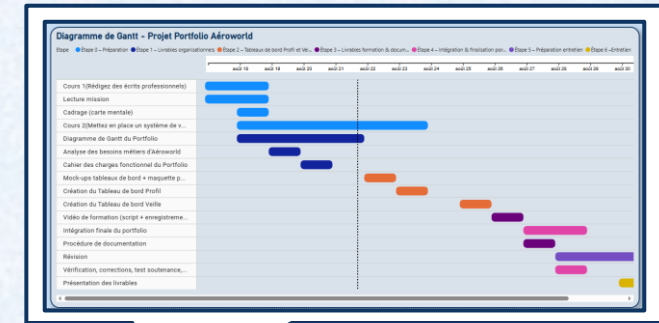 Diagramme de Gantt - Projet Portfolio Aéroworld
Étape Étape 0 – Préparation Étape 1 – Livrables organisationnels Étape 2 – Tableaux de bord Profil et Vei... Étape 3 – Livrables formation & docum... Étape 4 – Intégration & finalisation por... Étape 5 – Préparation entretien Étape 6 –Entretien
août 18 août 19 août 20 août 21 août 22 août 23 août 24 août 25 août 26 août 27 août 28 août 29 août 30
Cours 1(Rédigez des écrits professionnels)
Lecture mission
Cadrage (carte mentale)
Cours 2(Mettez en place un système de v...
Diagramme de Gantt du Portfolio
Analyse des besoins métiers d'Aéroworld
Cahier des charges fonctionnel du Portfolio
Mock-ups tableaux de bord + maquette p...
Création du Tableau de bord Profil
Création du Tableau de bord Veille
Vidéo de formation (script + enregistreme...
Intégration finale du portfolio
Procédure de documentation
Révision
Vérification, corrections, test soutenance,...
Présentation des livrables